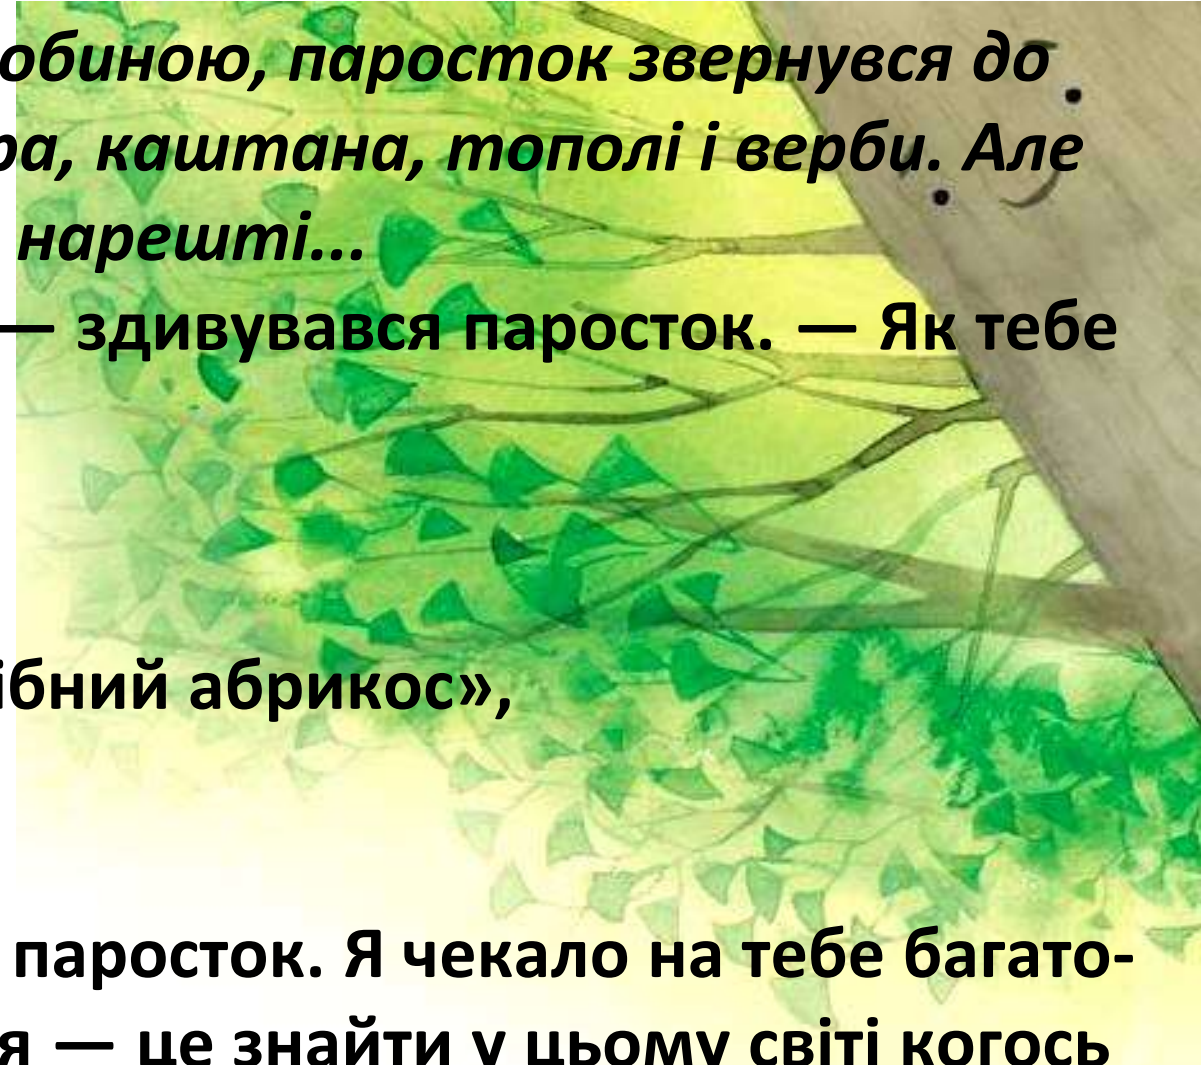 обиною, паросток звернувся до
ра, каштана, тополі і верби. Але
нарешті...
— здивувався паросток. — Як тебе
ібний абрикос»,
паросток. Я чекало на тебе багато-
я — це знайти у цьому світі когось